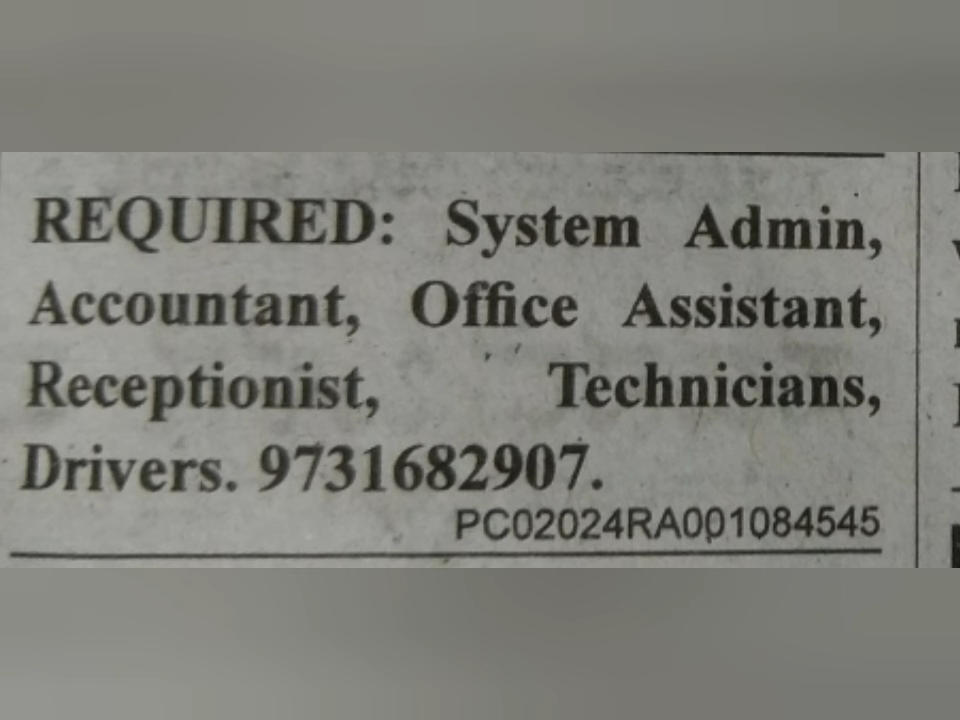 REQUIRED: System Admin,
Accountant, Office Assistant,
Receptionist, Technicians,
Drivers. 9731682907.
PC02024RA001084545